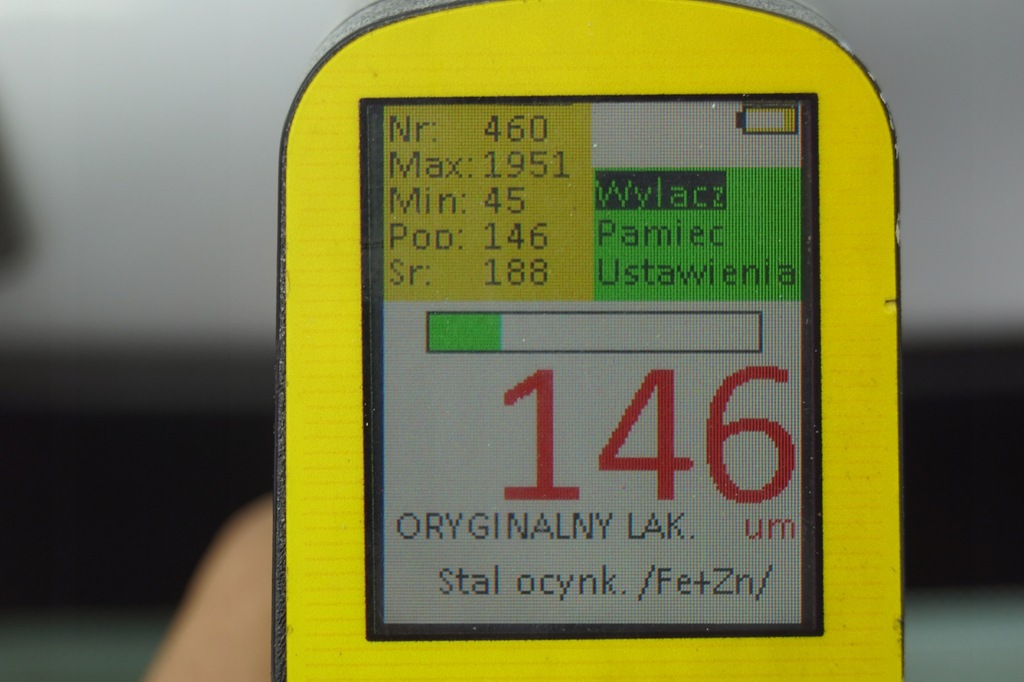 Nr: 460
Max: 1951
Min: 45
Pop: 146
Sr: 188
Wylacz
Pamiec
Ustawienia
146
ORYGINALNY LAK. um
Stal ocynk. /Fe+Zn/